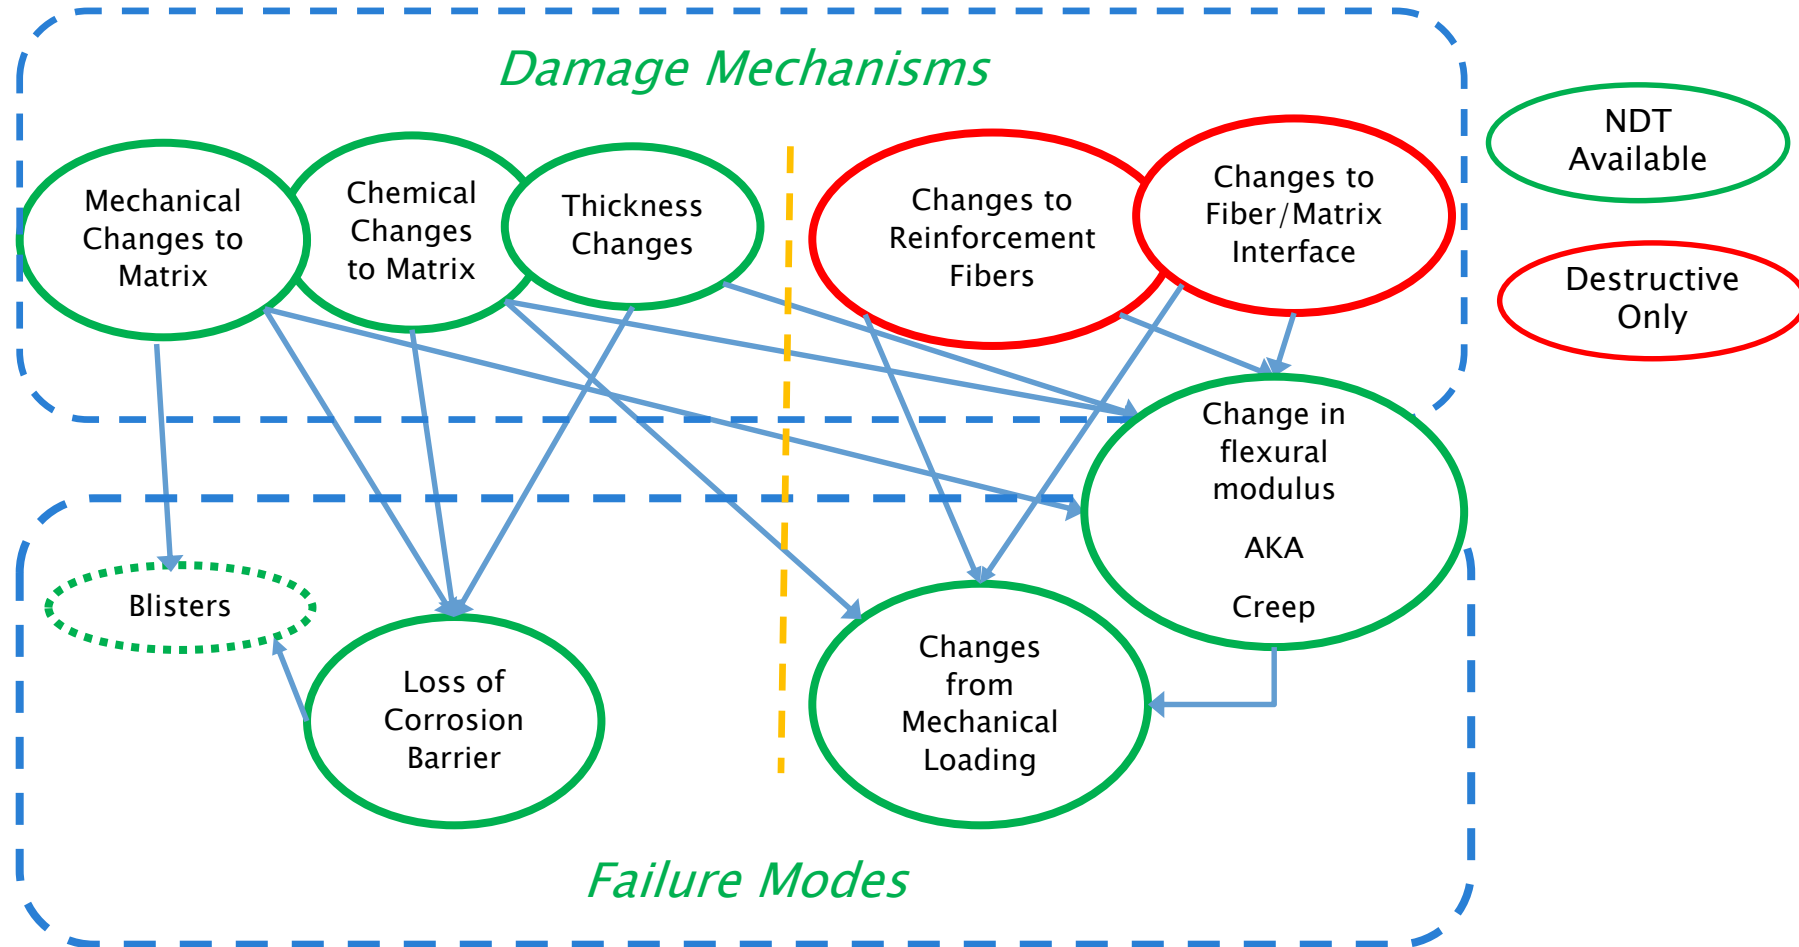 Damage Mechanisms
Mechanical
Changes to
Matrix
Chemical
Changes
to Matrix
Thickness
Changes
Changes to
Reinforcement
Fibers
Changes to
Fiber/Matrix
Interface
NDT
Available
Destructive
Only
Change in
flexural
modulus
AKA
Creep
Blisters
Loss of
Corrosion
Barrier
Changes
from
Mechanical
Loading
Failure Modes